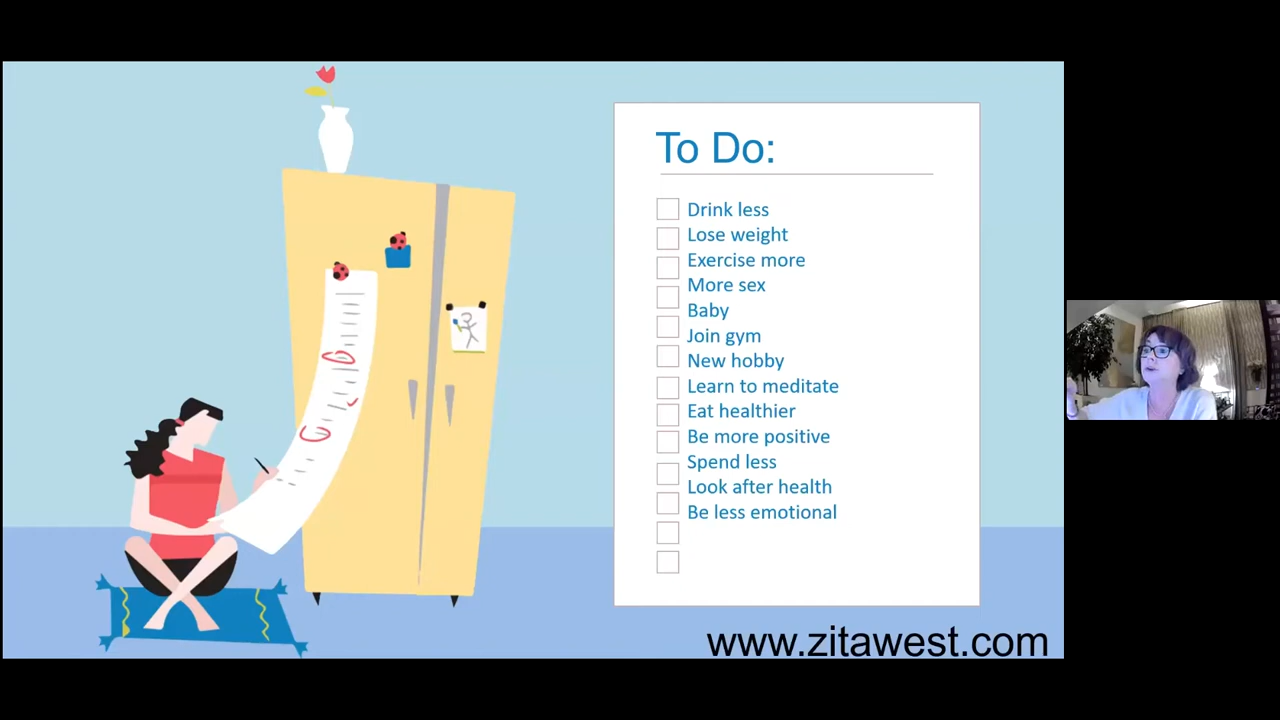 To Do:
Drink less
Lose weight
Exercise more
More sex
Baby
Join gym
New hobby
Learn to meditate
Eat healthier
Be more positive
Spend less
Look after health
Be less emotional
www.zitawest.com